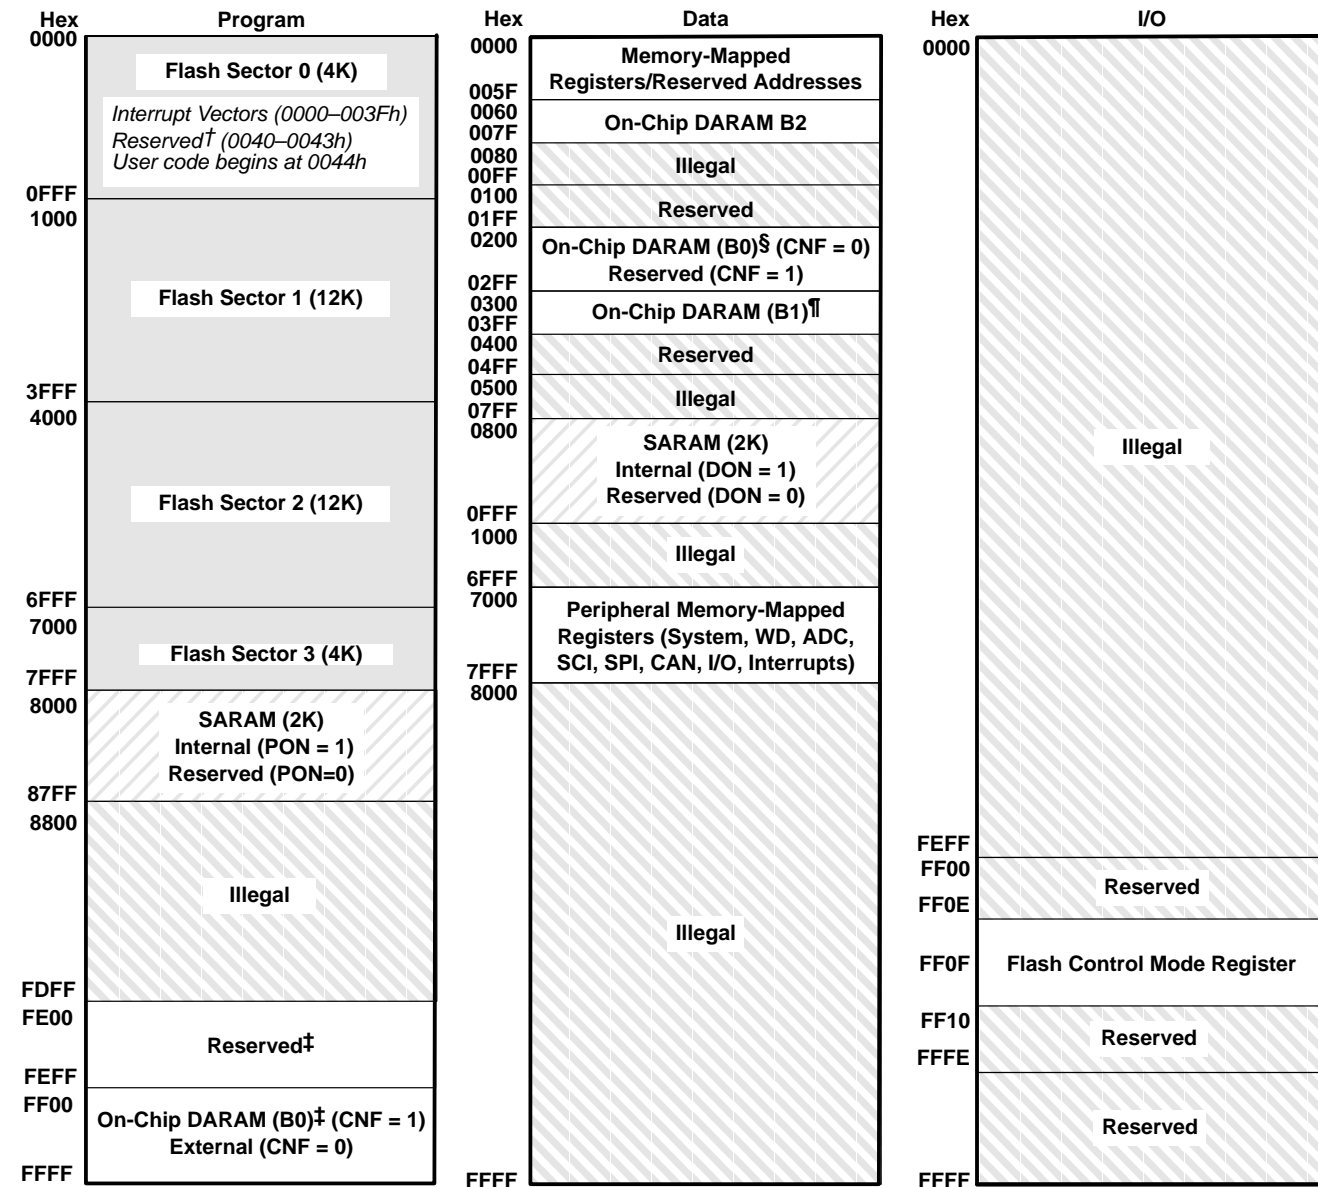 Hex Program
0000
Flash Sector 0 (4K)
Interrupt Vectors (0000–003Fh)
Reserved† (0040–0043h)
User code begins at 0044h
0FFF
1000
Flash Sector 1 (12K)
3FFF
4000
Flash Sector 2 (12K)
6FFF
7000
Flash Sector 3 (4K)
7FFF
8000
SARAM (2K)
Internal (PON = 1)
Reserved (PON=0)
87FF
8800
Illegal
FDFF
FE00
Reserved‡
FEFF
FF00
On-Chip DARAM (B0)‡ (CNF = 1)
External (CNF = 0)
FFFF
Hex Data
0000
Memory-Mapped
Registers/Reserved Addresses
005F
0060
On-Chip DARAM B2
007F
0080
Illegal
00FF
0100
Reserved
01FF
0200
On-Chip DARAM (B0)§ (CNF = 0)
Reserved (CNF = 1)
02FF
0300
On-Chip DARAM (B1)¶
03FF
0400
Reserved
04FF
0500
Illegal
07FF
0800
SARAM (2K)
Internal (DON = 1)
Reserved (DON = 0)
0FFF
1000
Illegal
6FFF
7000
Peripheral Memory-Mapped
Registers (System, WD, ADC,
SCI, SPI, CAN, I/O, Interrupts)
7FFF
8000
Illegal
FFFF
Hex I/O
0000
Illegal
FEFF
FF00
Reserved
FF0E
FF0F Flash Control Mode Register
FF10
Reserved
FFFE
Reserved
FFFF